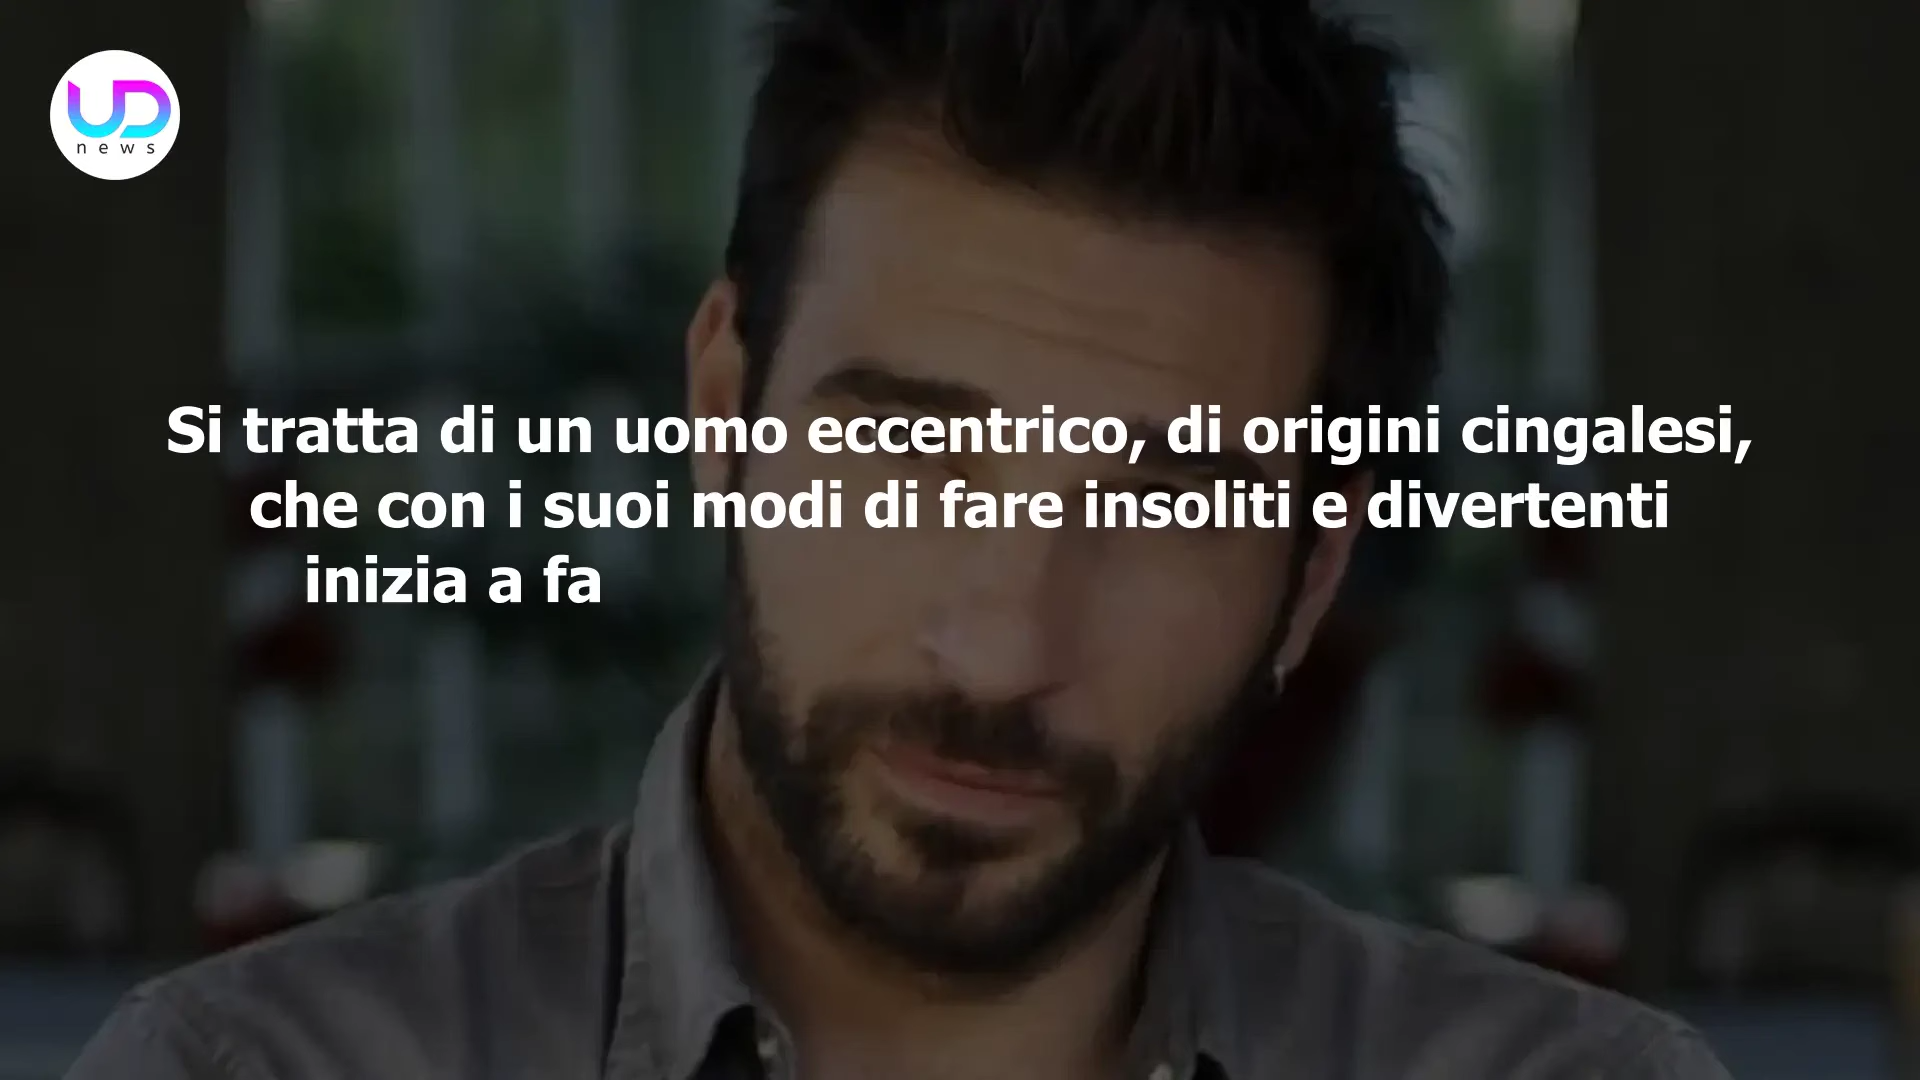 UD
news
Si tratta di un uomo eccentrico, di origini cingalesi,
che con i suoi modi di fare insoliti e divertenti
inizia a fa